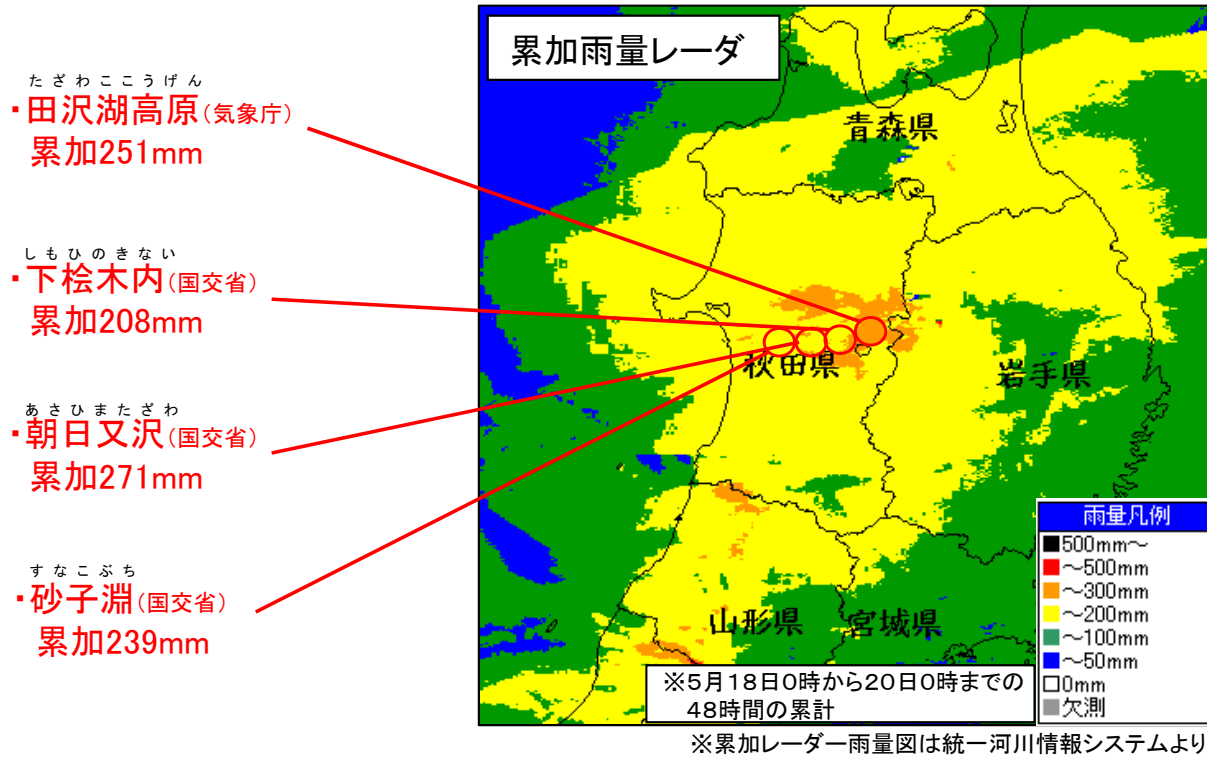 累加雨量レーダ
たざわここうげん
・田沢湖高原(気象庁)
累加251mm
しもひのきない
・下桧木内(国交省)
累加208mm
あさひまたざわ
・朝日又沢(国交省)
累加271mm
すなこぶち
・砂子淵(国交省)
累加239mm
青森県
秋田県
岩手県
山形県
宮城県
雨量凡例
500mm～
～500mm
～300mm
～200mm
～100mm
～50mm
0mm
欠測
※5月18日0時から20日0時までの
48時間の累計
※累加レーダー雨量図は統一河川情報システムより